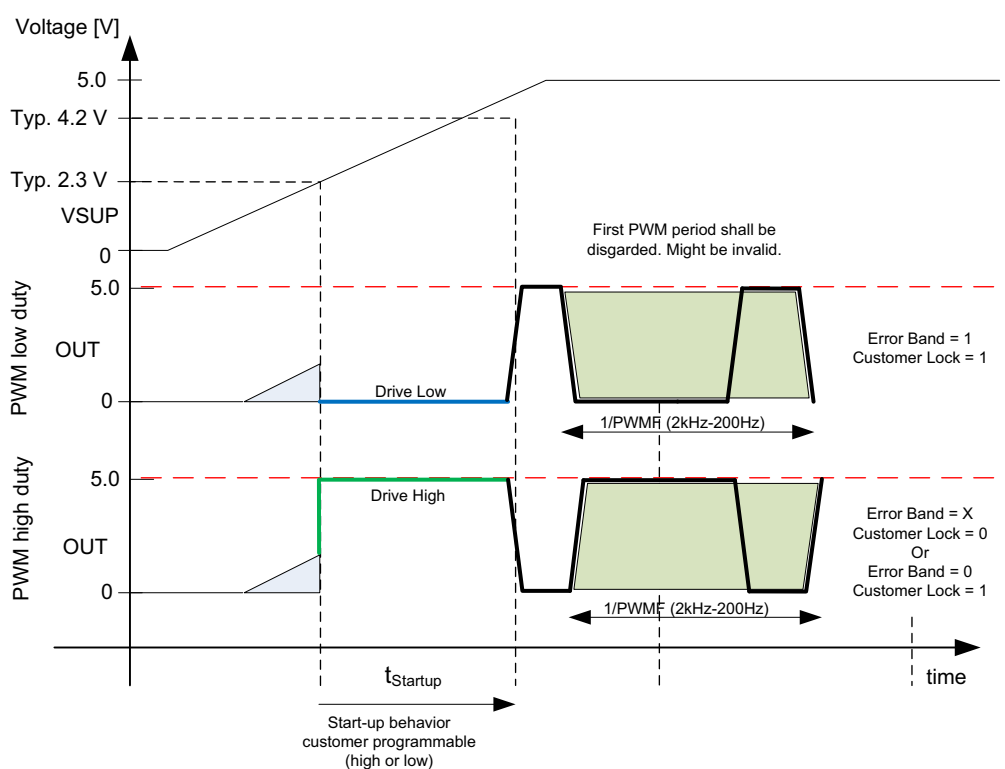 Voltage [V]
5.0
Typ. 4.2 V
Typ. 2.3 V
VSUP
0
First PWM period shall be
disgarded. Might be invalid.
PWM low duty
5.0
OUT
0
Drive Low
Error Band = 1
Customer Lock = 1
1/PWMF (2kHz-200Hz)
PWM high duty
5.0
OUT
0
Drive High
Error Band = X
Customer Lock = 0
Or
Error Band = 0
Customer Lock = 1
1/PWMF (2kHz-200Hz)
tStartup
time
Start-up behavior
customer programmable
(high or low)